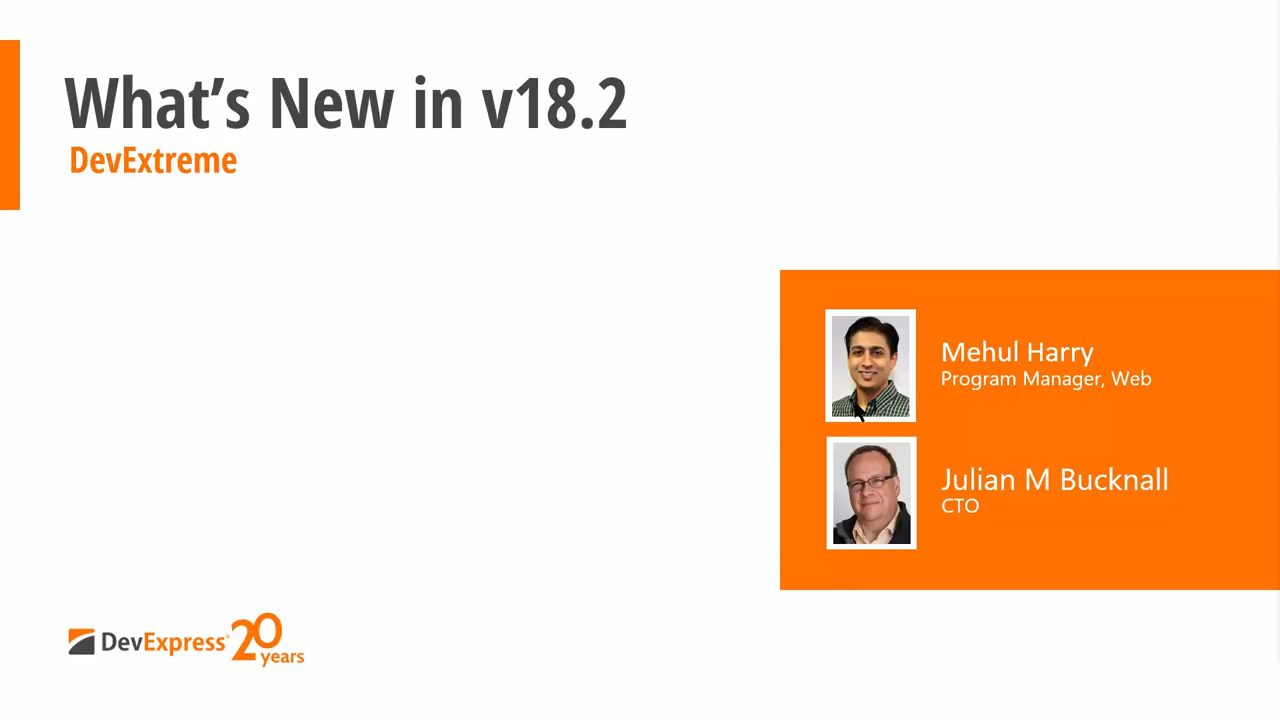 What's New in v18.2
DevExtreme
Mehul Harry
Program Manager, Web
Julian M Bucknall
CTO
DevExpress 20
years